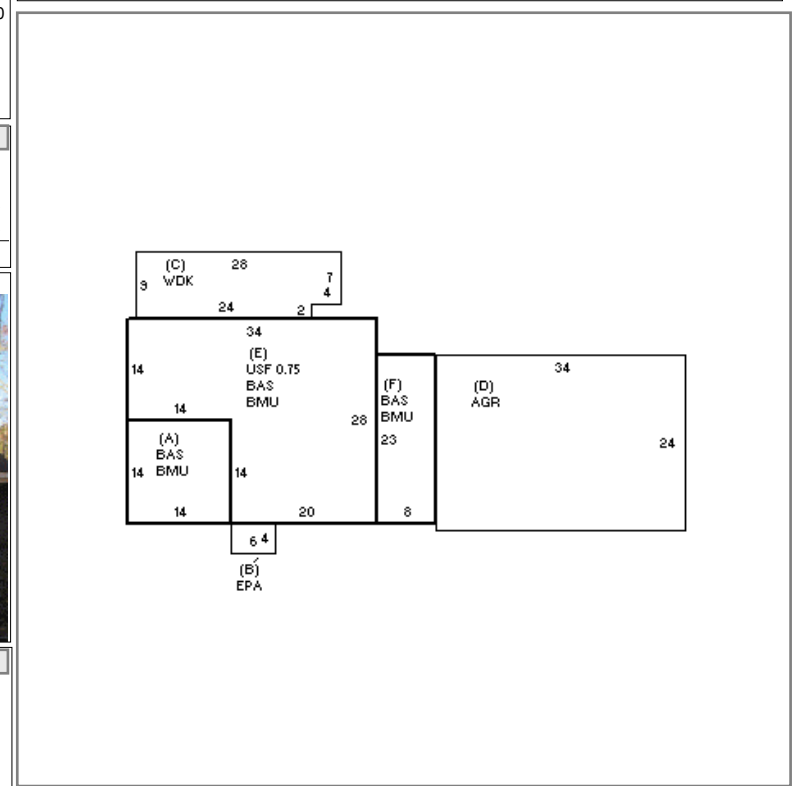 (C) 28
WDK
9
7
4
24 2
34
(E)
USF 0.75
BAS
BMU
14
14
28
(A)
BAS
BMU
14
14
14
20
(F)
BAS
BMU
23
8
34
(D)
AGR
24
6 4
(B)
EPA